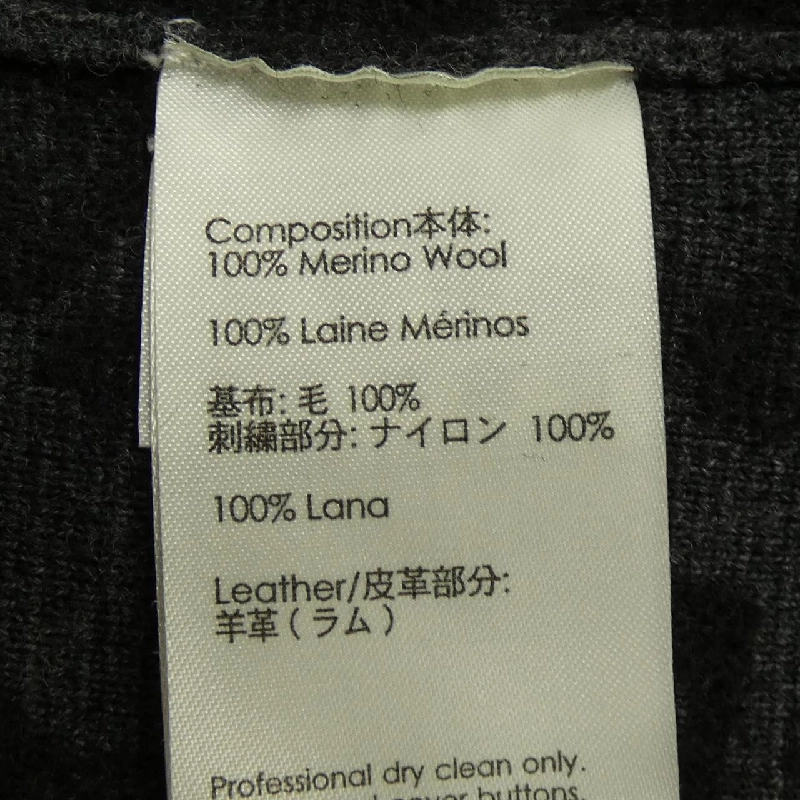 Composition本体:
100% Merino Wool
100% Laine Mérinos
基布: 毛 100%
刺繍部分: ナイロン 100%
100% Lana
Leather/皮革部分:
羊革 ( ラム )
Professional dry clean only.
buttons.